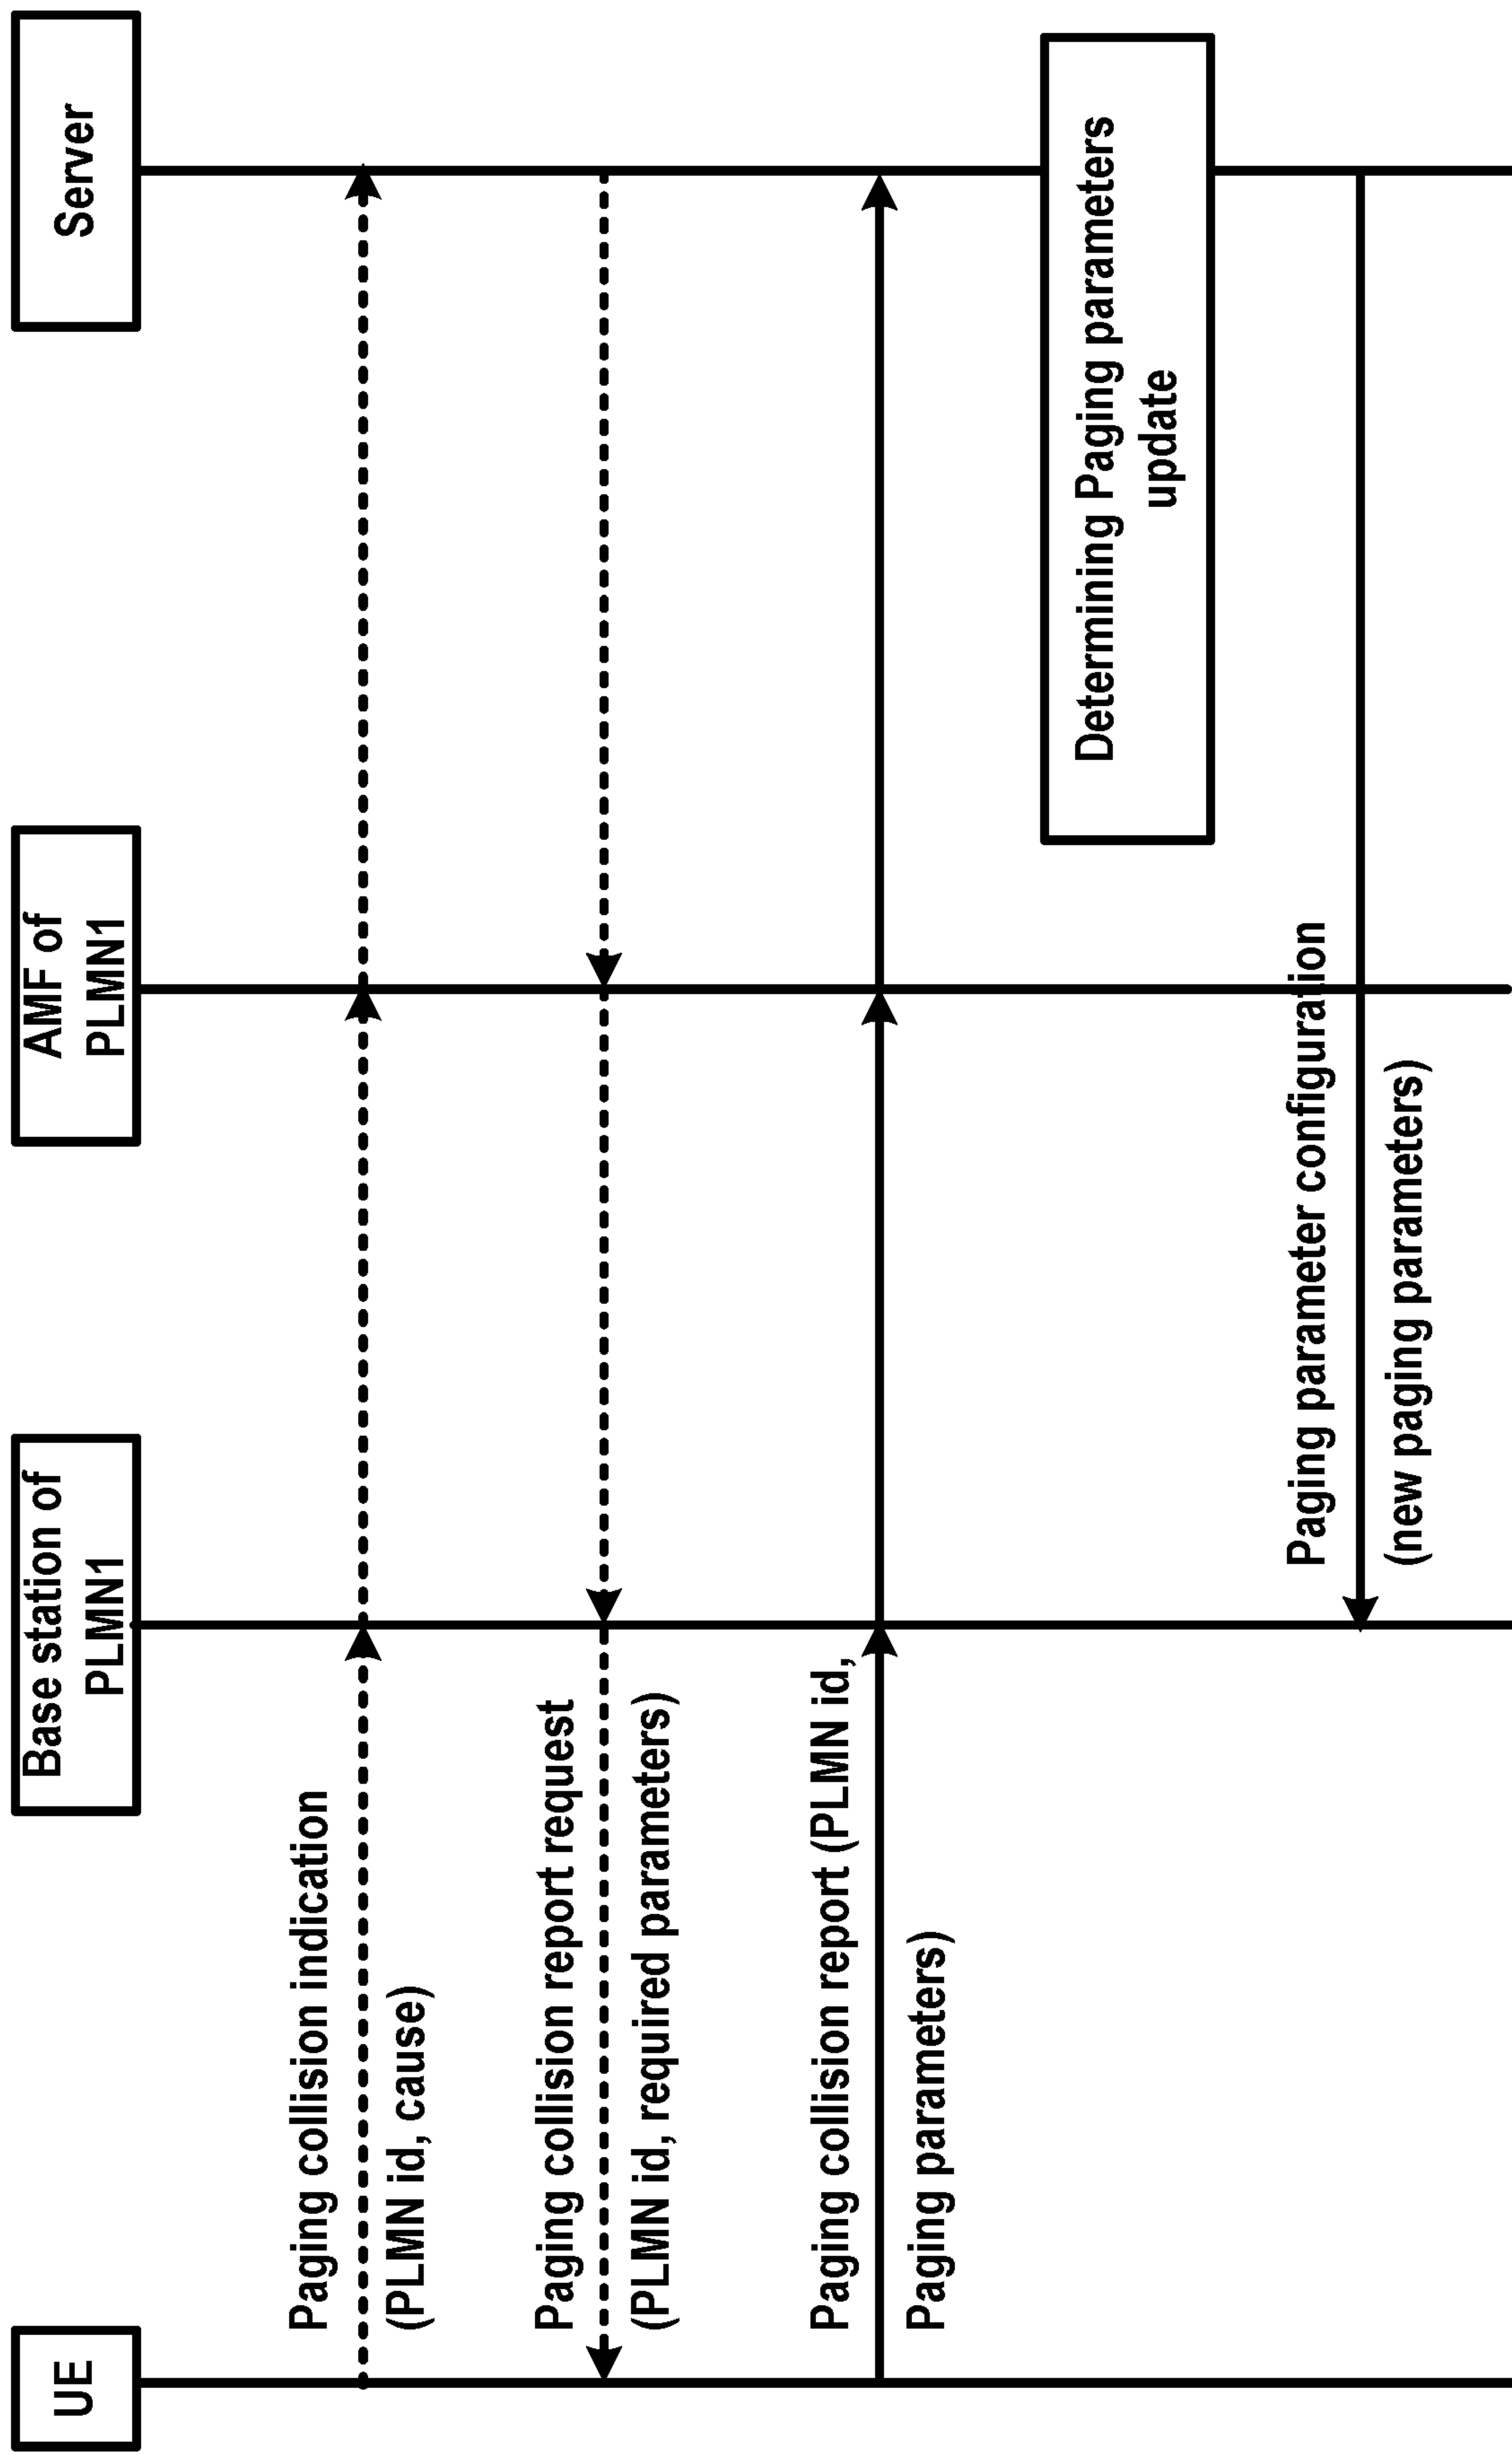 UE
Base station of
PLMN1
AMF of
PLMN1
Server
Paging collision indication
(PLMN id, cause)
Paging collision report request
(PLMN id, required parameters)
Paging collision report (PLMN id,
Paging parameters)
Determining Paging parameters
update
Paging parameter configuration
(new paging parameters)